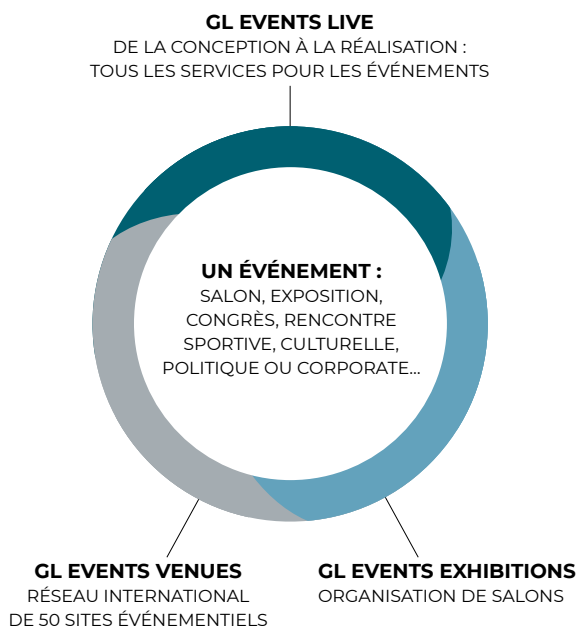 GL EVENTS LIVE
DE LA CONCEPTION À LA RÉALISATION :
TOUS LES SERVICES POUR LES ÉVÉNEMENTS
UN ÉVÉNEMENT :
SALON, EXPOSITION,
CONGRÈS, RENCONTRE
SPORTIVE, CULTURELLE,
POLITIQUE OU CORPORATE...
GL EVENTS VENUES
RÉSEAU INTERNATIONAL
DE 50 SITES ÉVÉNEMENTIELS
GL EVENTS EXHIBITIONS
ORGANISATION DE SALONS